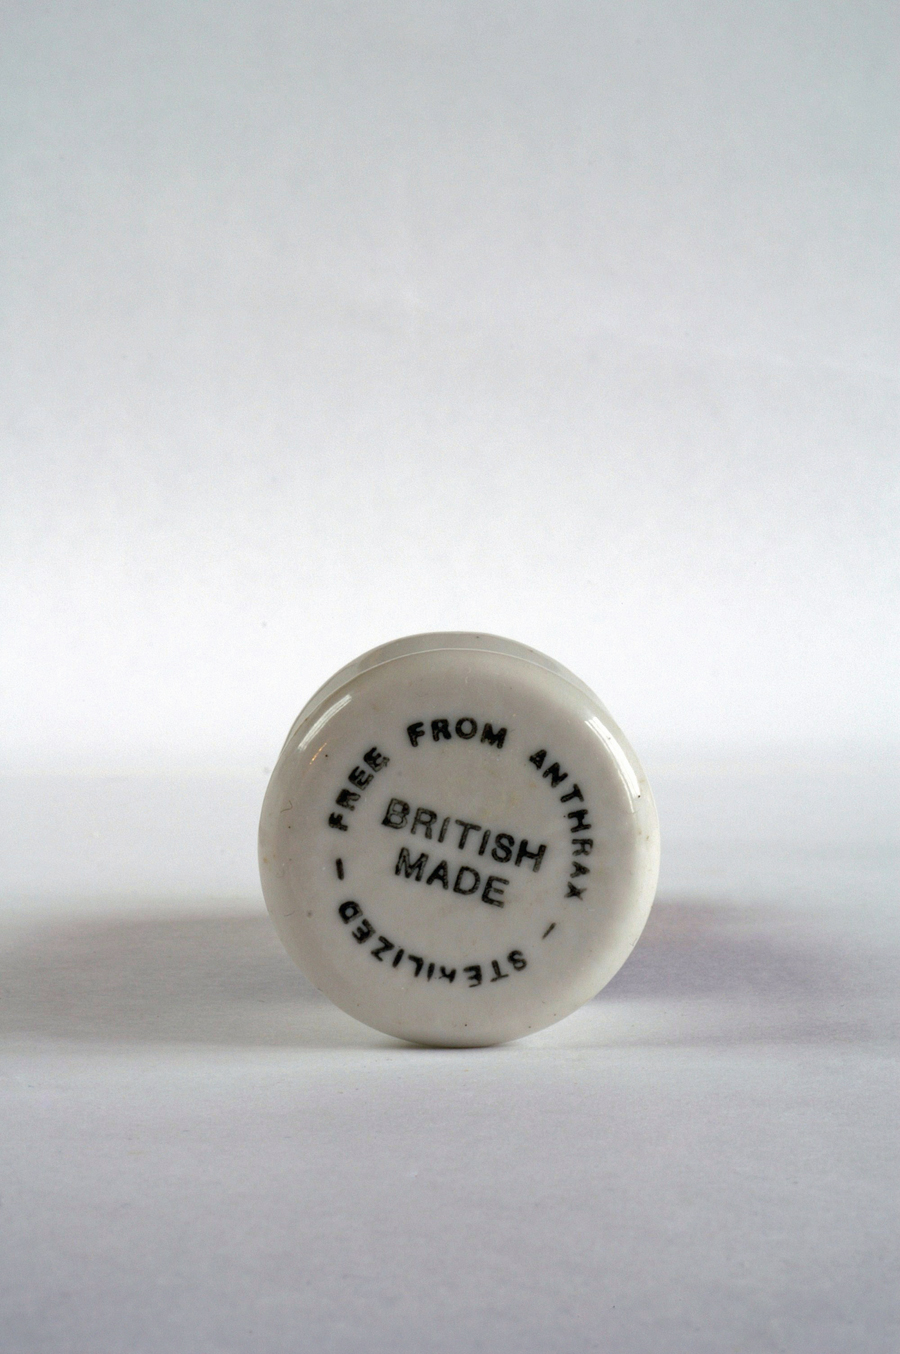 FREE FROM ANTHRAX - STERILIZED -
BRITISH
MADE